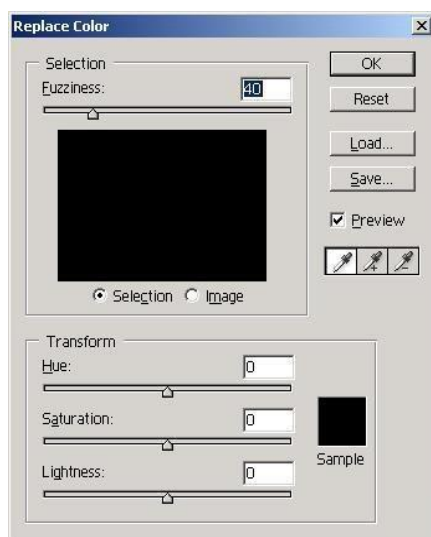 Replace Color
Selection
Fuzziness:
40
OK
Reset
Load...
Save...
Preview
Selection
Image
Transform
Hue:
0
Saturation:
0
Lightness:
0
Sample